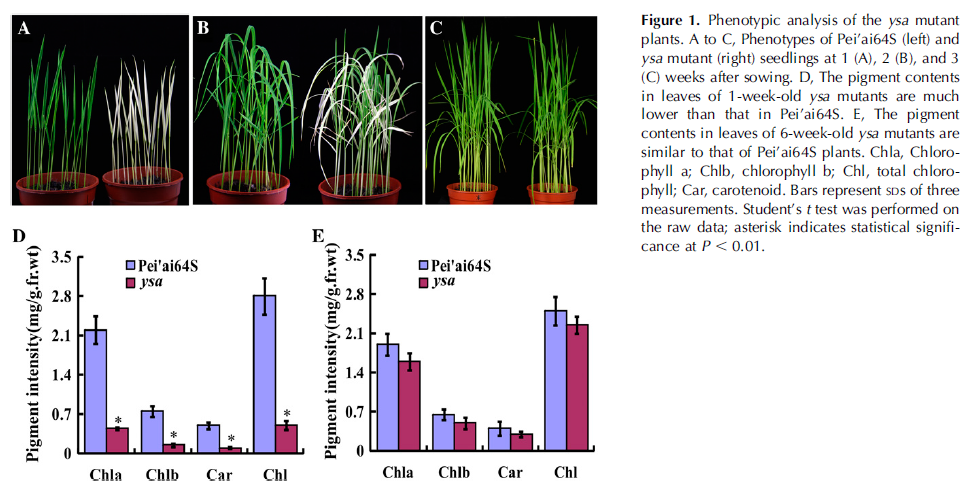 A
B
C
Figure 1. Phenotypic analysis of the ysa mutant
plants. A to C, Phenotypes of Pei'ai64S (left) and
ysa mutant (right) seedlings at 1 (A), 2 (B), and 3
(C) weeks after sowing. D, The pigment contents
in leaves of 1-week-old ysa mutants are much
lower than that in Pei'ai64S. E, The pigment
contents in leaves of 6-week-old ysa mutants are
similar to that of Pei'ai64S plants. Chla, Chloro-
phyll a; Chlb, chlorophyll b; Chl, total chloro-
phyll; Car, carotenoid. Bars represent SDs of three
measurements. Student's t test was performed on
the raw data; asterisk indicates statistical signifi-
cance at P < 0.01.
D
Pigment intensity(mg/g.fr.wt)
3.5
2.8
2.1
1.4
0.7
0
Pei'ai64S
ysa
* * * *
Chla Chlb Car Chl
E
Pigment intensity(mg/g.fr.wt)
3.5
2.8
2.1
1.4
0.7
0
Pei'ai64S
ysa
Chla Chlb Car Chl